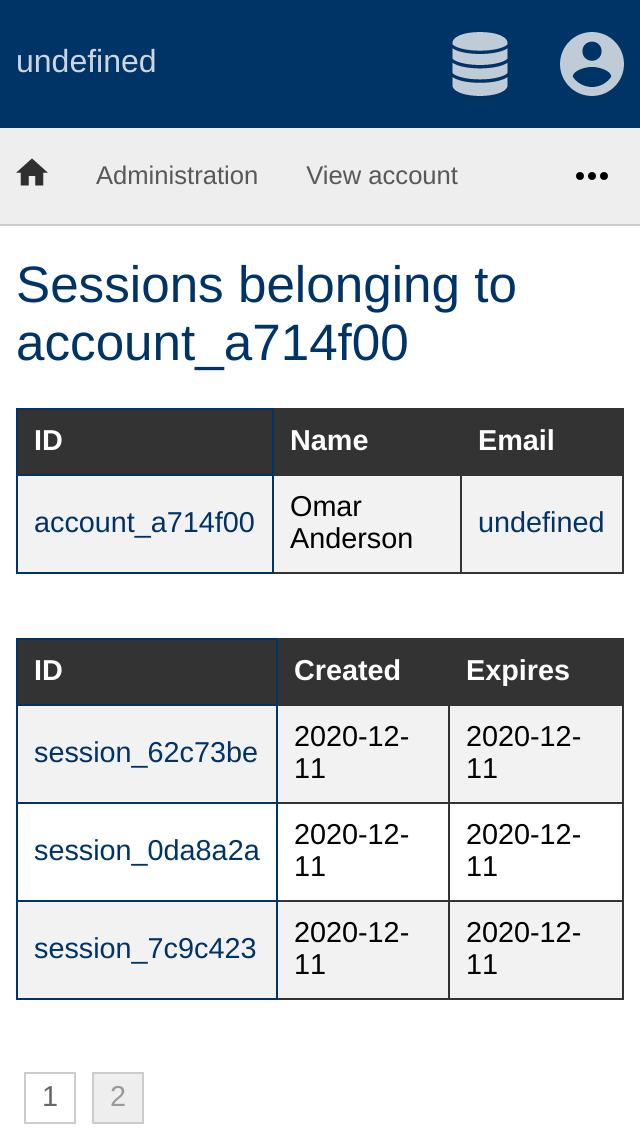 undefined
Administration View account
Sessions belonging to
account_a714f00
ID Name Email
account_a714f00 Omar Anderson undefined
ID Created Expires
session_62c73be 2020-12-11 2020-12-11
session_0da8a2a 2020-12-11 2020-12-11
session_7c9c423 2020-12-11 2020-12-11
1 2